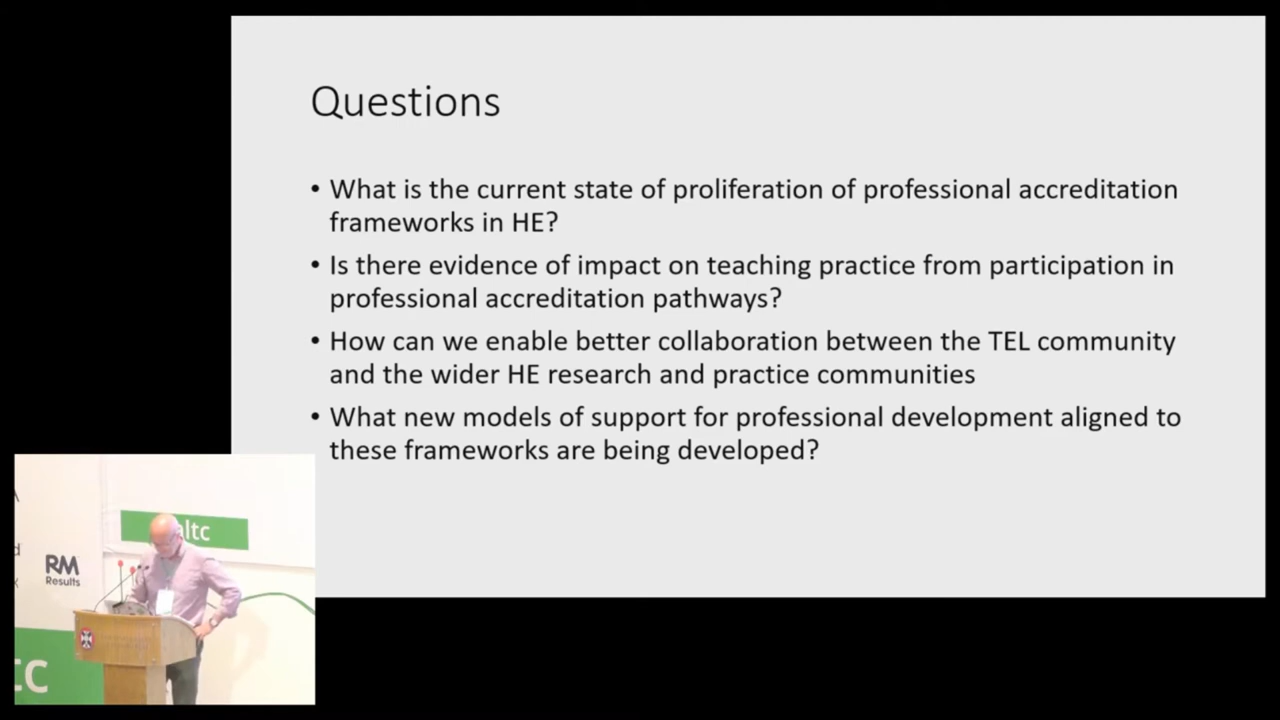 Questions
• What is the current state of proliferation of professional accreditation
frameworks in HE?
• Is there evidence of impact on teaching practice from participation in
professional accreditation pathways?
• How can we enable better collaboration between the TEL community
and the wider HE research and practice communities
• What new models of support for professional development aligned to
these frameworks are being developed?
altc
RM
Results
tc